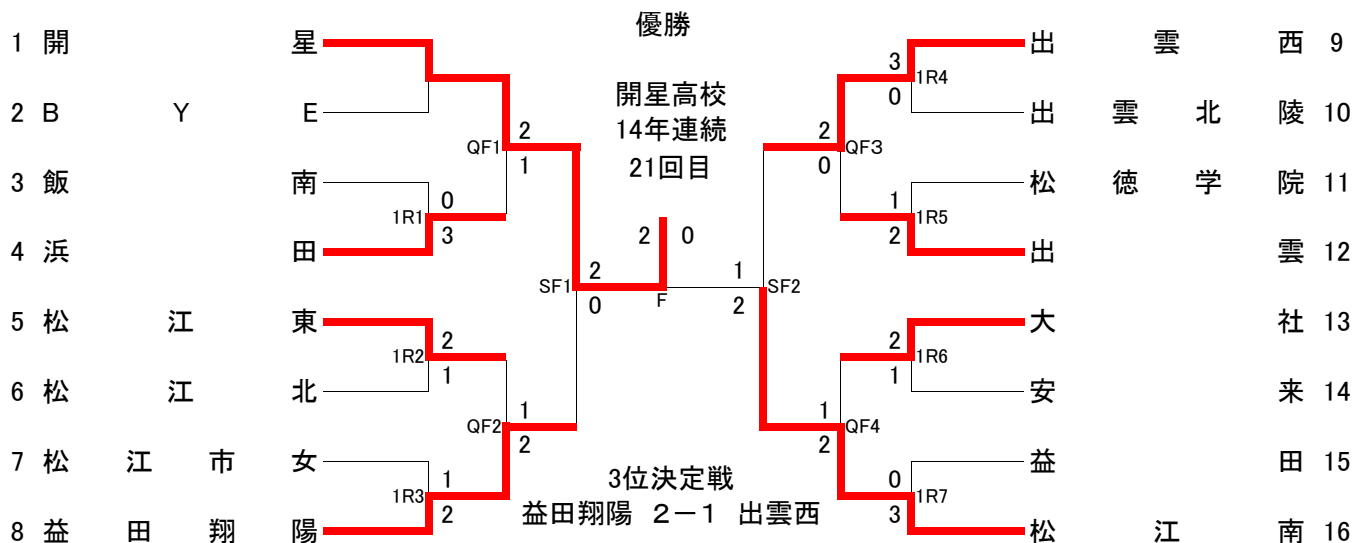 優勝
開星高校
14年連続
21回目
1 開星
2 BYE
3 飯南
4 浜田
5 松江東
6 松江北
7 松江市女
8 益田翔陽
1R1 0 3
1R2 2 1
1R3 1 2
QF1 2 1
QF2 1 2
SF1 2 0
2 0
F
SF2 1 2
QF3 2 0
QF4 1 2
1R4 3 0
1R5 1 2
1R6 2 1
1R7 0 3
出雲西 9
出雲北陵 10
松徳学院 11
出雲 12
大社 13
安来 14
益田 15
松江南 16
3位決定戦
益田翔陽 2-1 出雲西